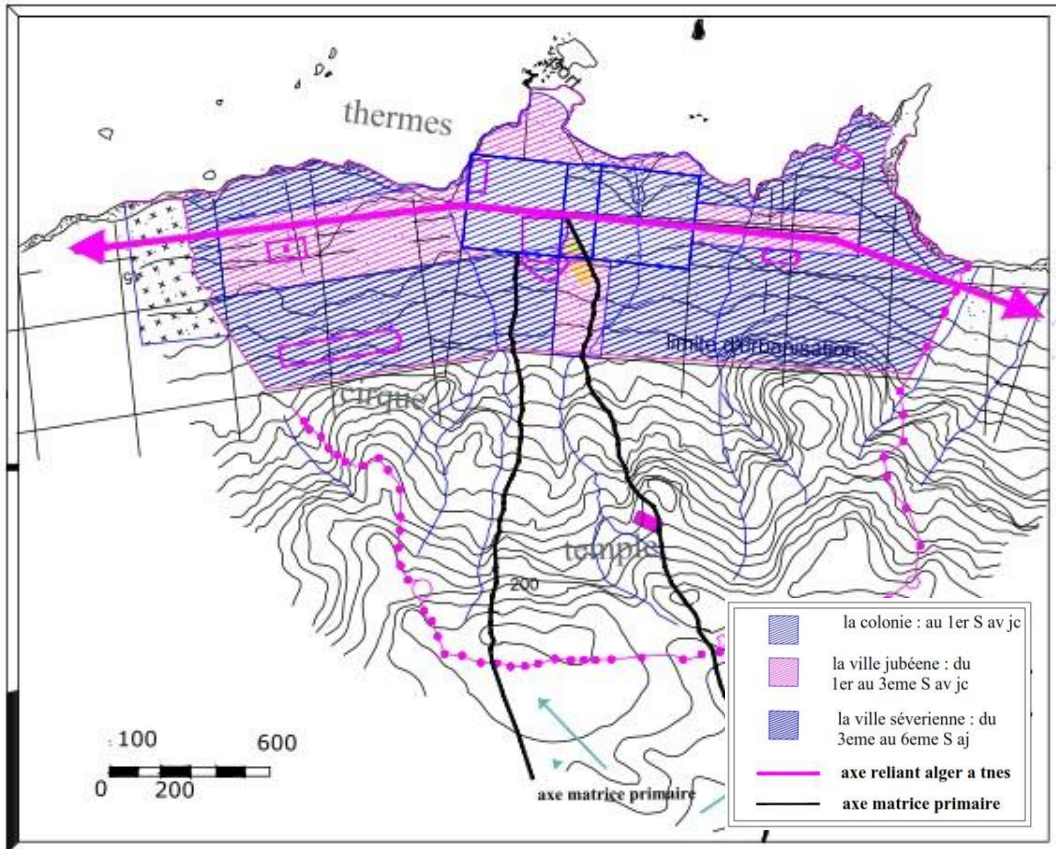 port
thermes
limite d'urbanisation
cirque
temple
200
axe matrice primaire
100
600
0
200
la colonie : au 1er S av jc
la ville jubéene : du
1er au 3eme S av jc
la ville séverienne : du
3eme au 6eme S aj
axe reliant alger a tnes
axe matrice primaire